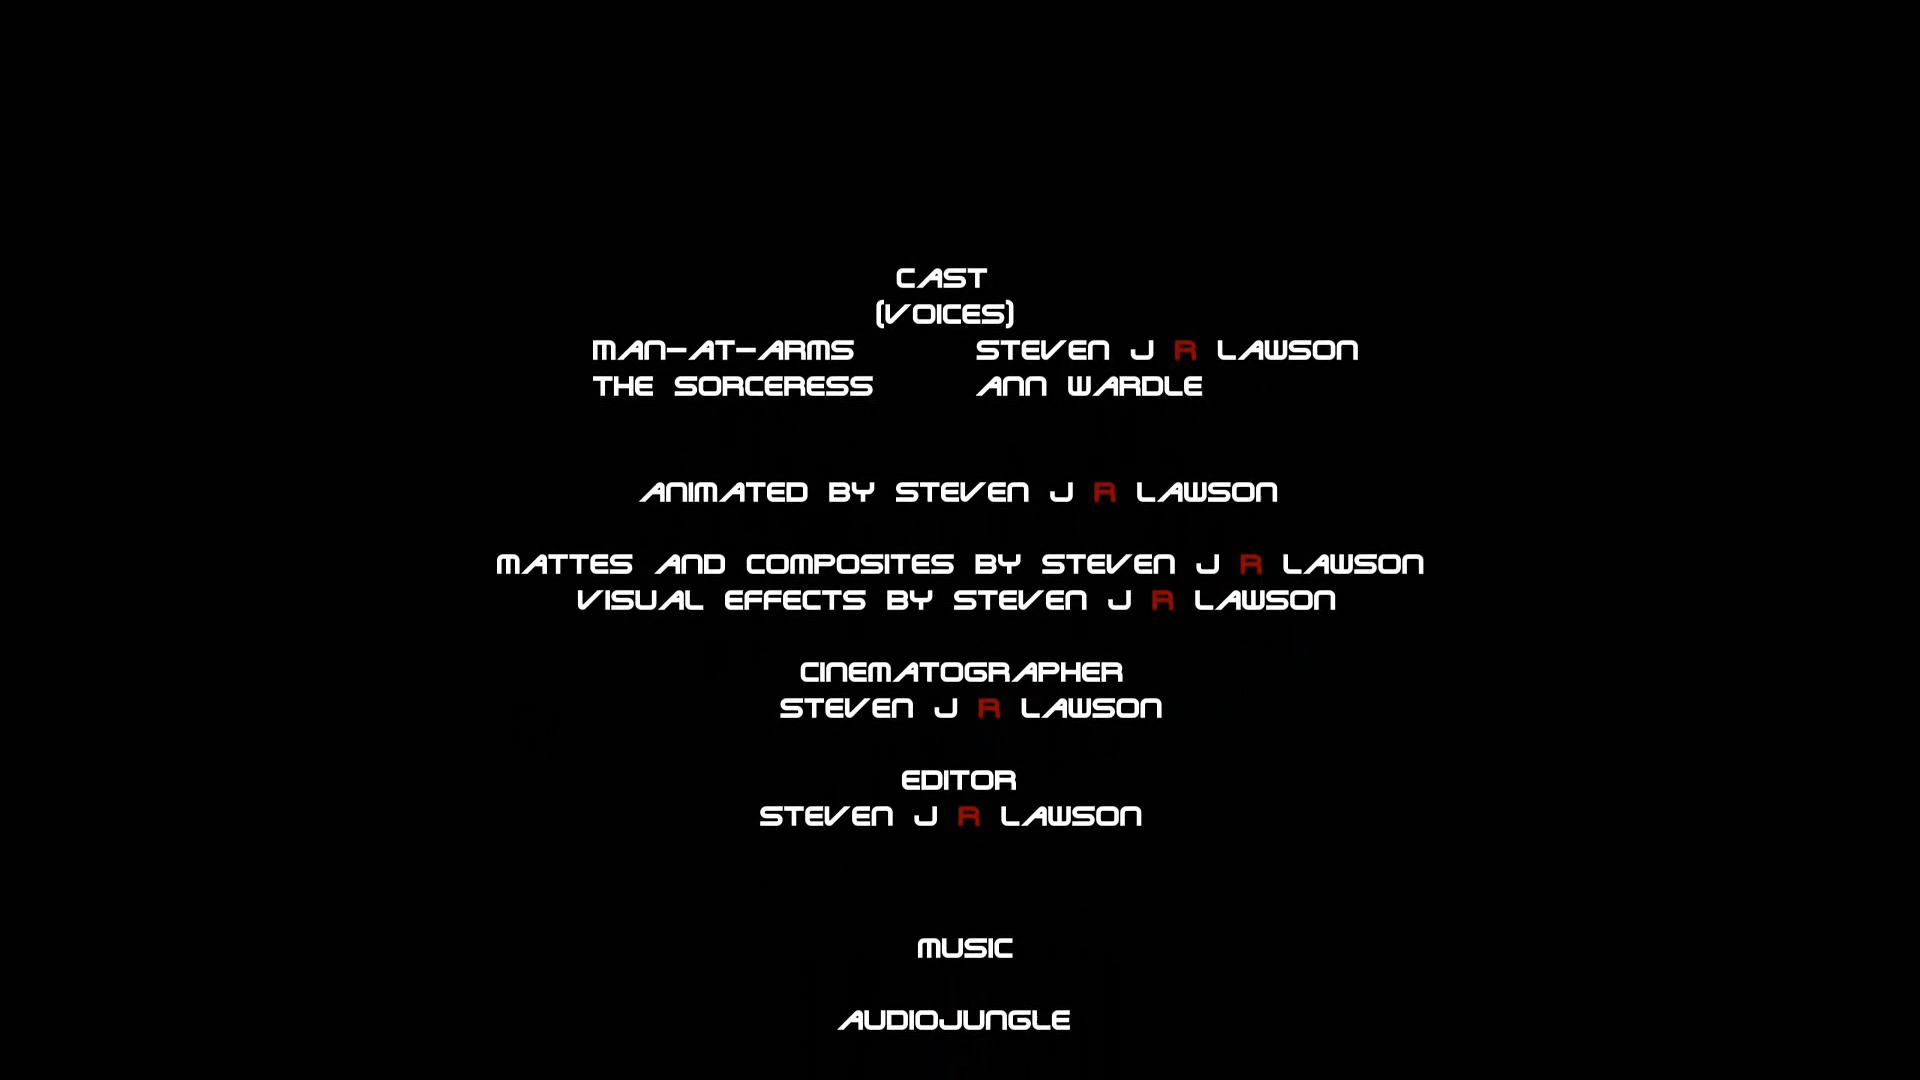 CAST
(VOICES)
MAN-AT-ARMS STEVEN J R LAWSON
THE SORCERESS ANN WARDLE
ANIMATED BY STEVEN J R LAWSON
MATTES AND COMPOSITES BY STEVEN J R LAWSON
VISUAL EFFECTS BY STEVEN J R LAWSON
CINEMATOGRAPHER
STEVEN J R LAWSON
EDITOR
STEVEN J R LAWSON
MUSIC
AUDIOJUNGLE